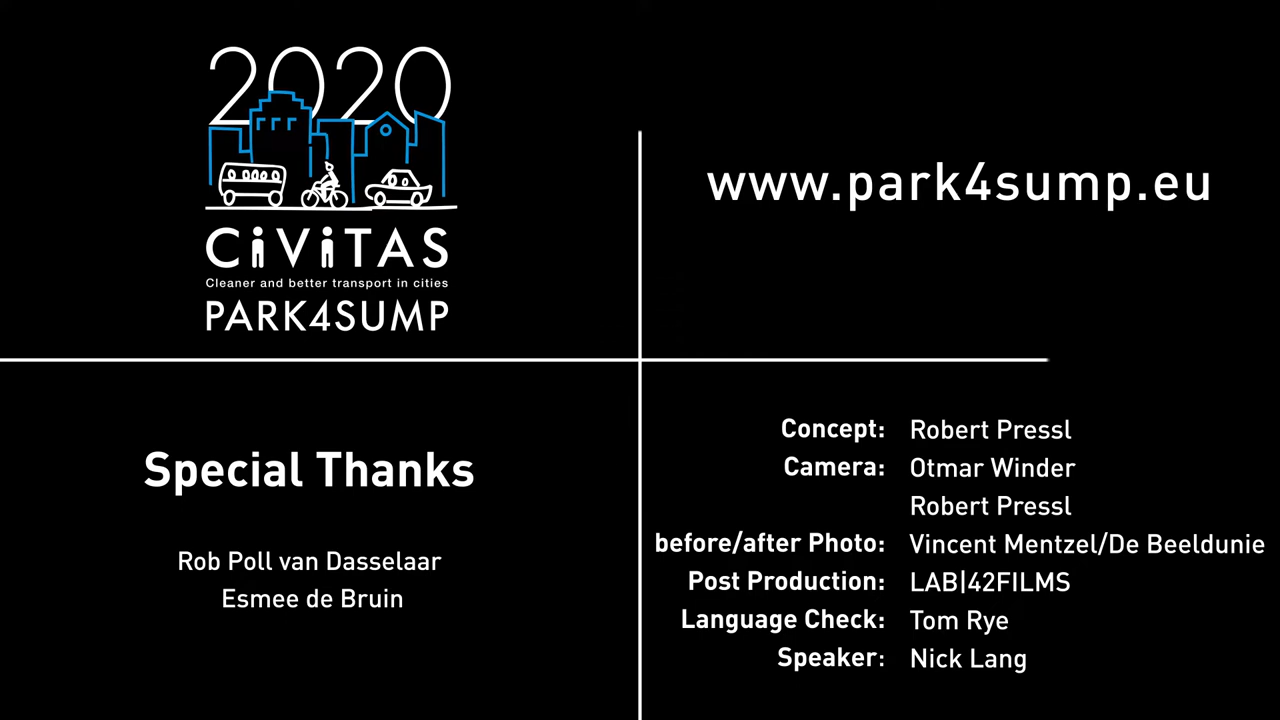 2020
CiViTAS
Cleaner and better transport in cities
PARK4SUMP
www.park4sump.eu
Special Thanks
Rob Poll van Dasselaar
Esmee de Bruin
Concept: Robert Pressl
Camera: Otmar Winder
Robert Pressl
before/after Photo: Vincent Mentzel/De Beeldunie
Post Production: LAB|42FILMS
Language Check: Tom Rye
Speaker: Nick Lang